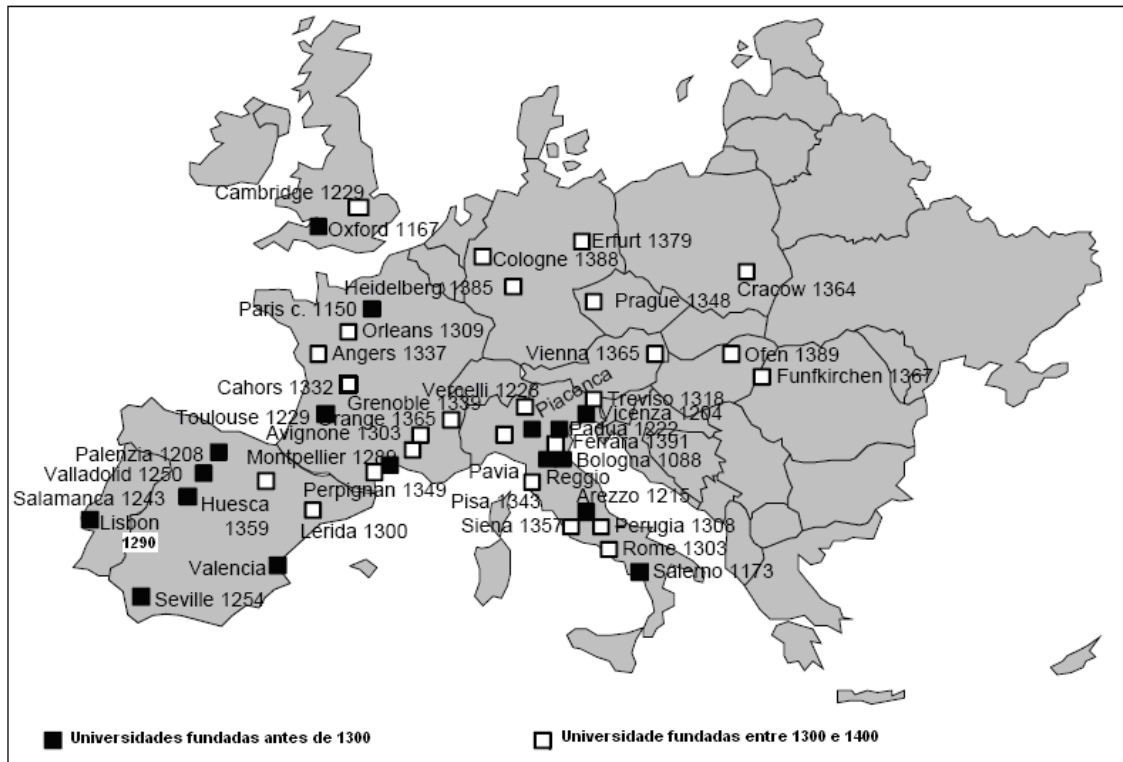 Cambridge 1229
Oxford 1167
Erfurt 1379
Cologne 1388
Cracow 1364
Heidelberg 1385
Prague 1348
Paris c. 1150
Orleans 1309
Angers 1337
Vienna 1365
Ofen 1389
Funfkirchen 1367
Cahors 1332
Vercelli 1228
Piacenca
Grenoble 1339
Treviso 1318
Toulouse 1229
Orange 1365
Vicenza 1204
Avignone 1303
Padua 1222
Ferrara 1391
Palenzia 1208
Montpellier 1289
Bologna 1088
Valladolid 1250
Pavia
Reggio
Perpignan 1349
Salamanca 1243
Huesca
1359
Pisa 1343
Arezzo 1215
Lisbon
1290
Lerida 1300
Siena 1357
Perugia 1308
Rome 1303
Valencia
Salerno 1173
Seville 1254
Universidades fundadas antes de 1300
Universidade fundadas entre 1300 e 1400